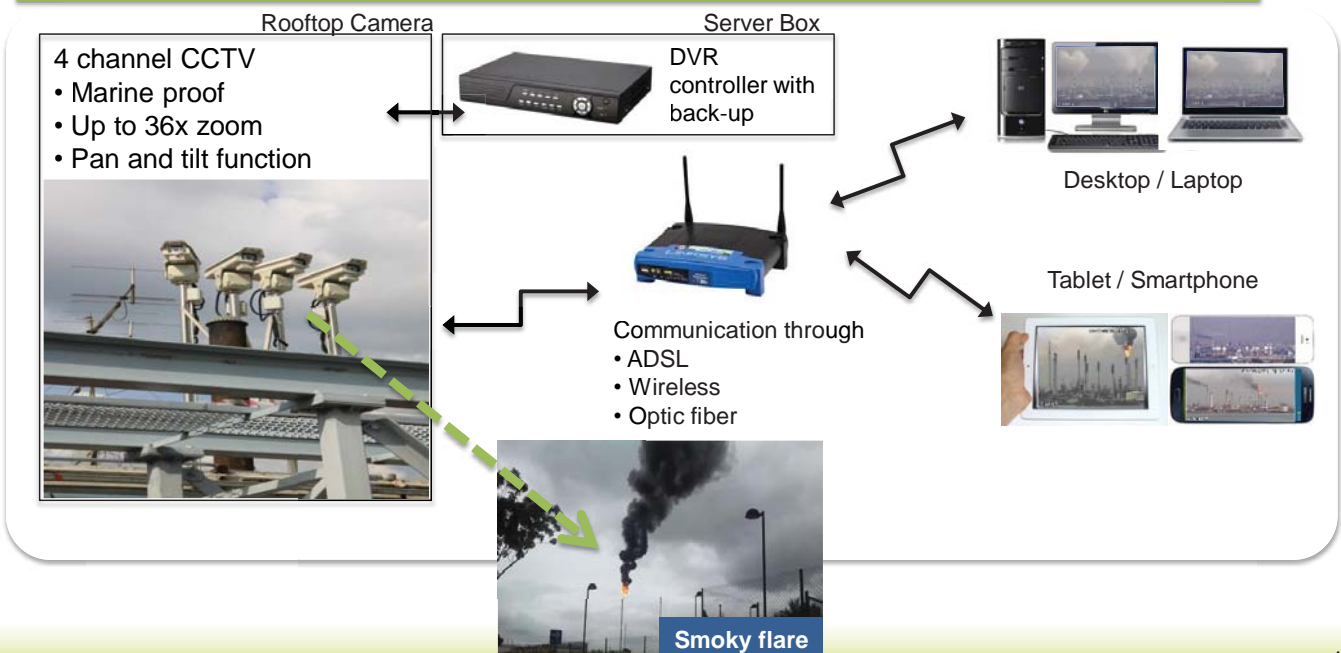 Rooftop Camera
Server Box
4 channel CCTV
• Marine proof
• Up to 36x zoom
• Pan and tilt function
DVR
controller with
back-up
Desktop / Laptop
LINKSYS
Tablet / Smartphone
Communication through
• ADSL
• Wireless
• Optic fiber
Smoky flare